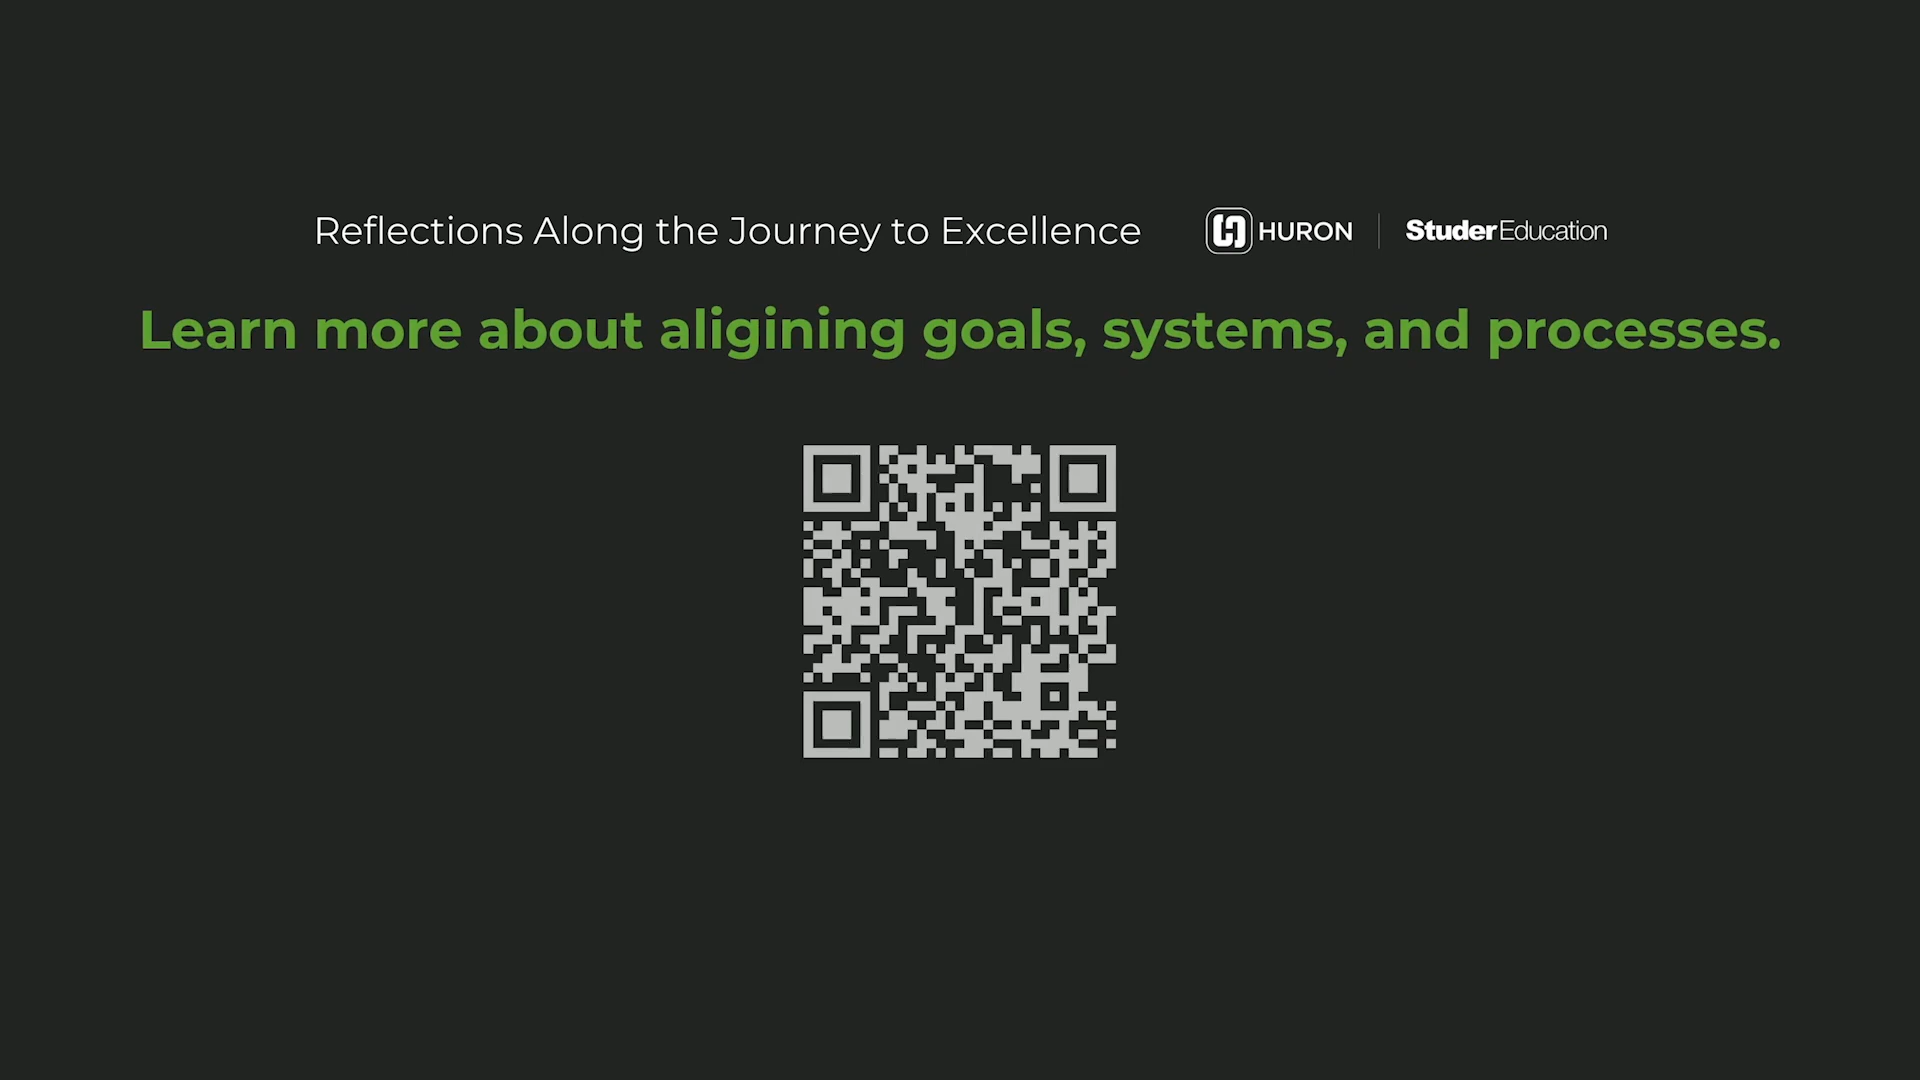 Reflections Along the Journey to Excellence HURON StuderEducation
Learn more about aligining goals, systems, and processes.